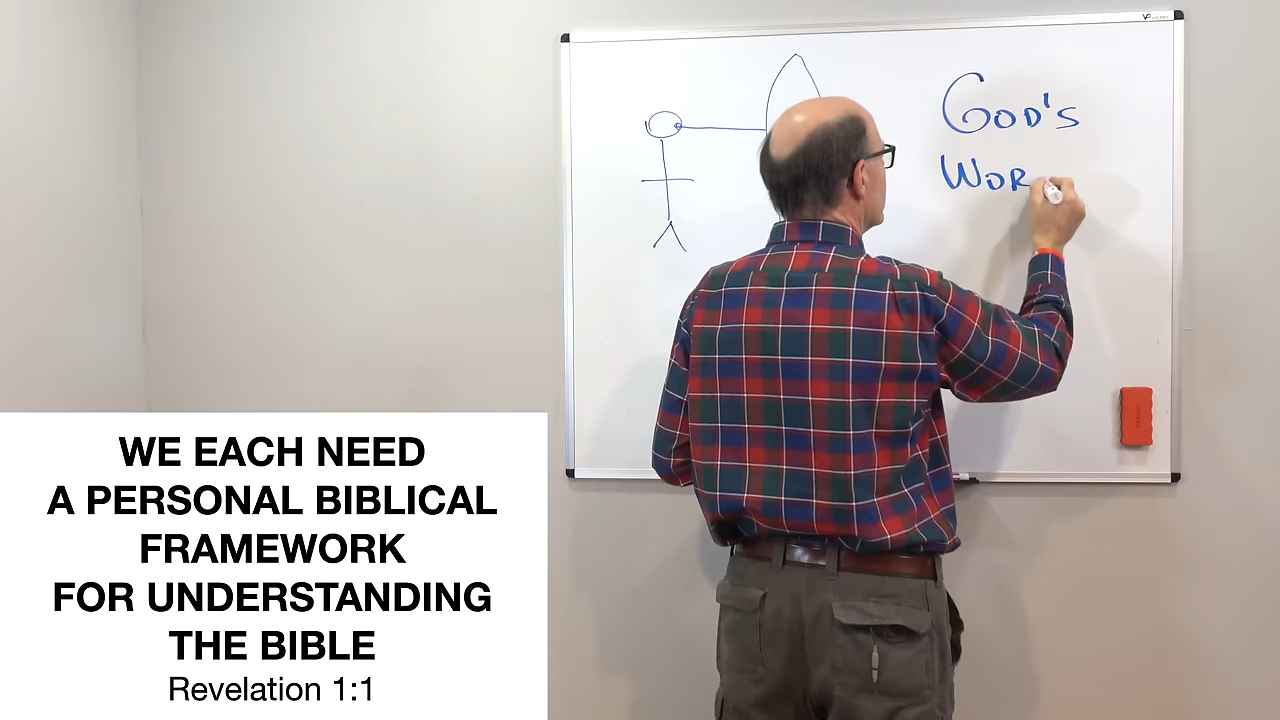 GOD'S
WOR
WE EACH NEED
A PERSONAL BIBLICAL
FRAMEWORK
FOR UNDERSTANDING
THE BIBLE
Revelation 1:1